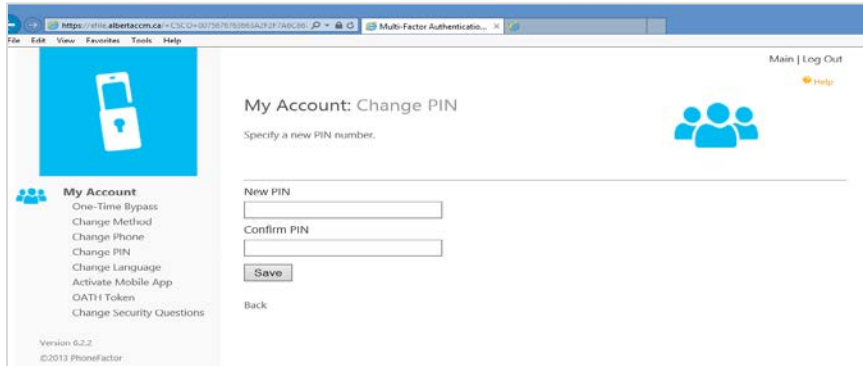 Multi-Factor Authenticatio...
File Edit View Favorites Tools Help
Main | Log Out
Help
My Account: Change PIN
Specify a new PIN number.
My Account
One-Time Bypass
Change Method
Change Phone
Change PIN
Change Language
Activate Mobile App
OATH Token
Change Security Questions
New PIN
Confirm PIN
Save
Back
Version 6.2.2
©2013 PhoneFactor